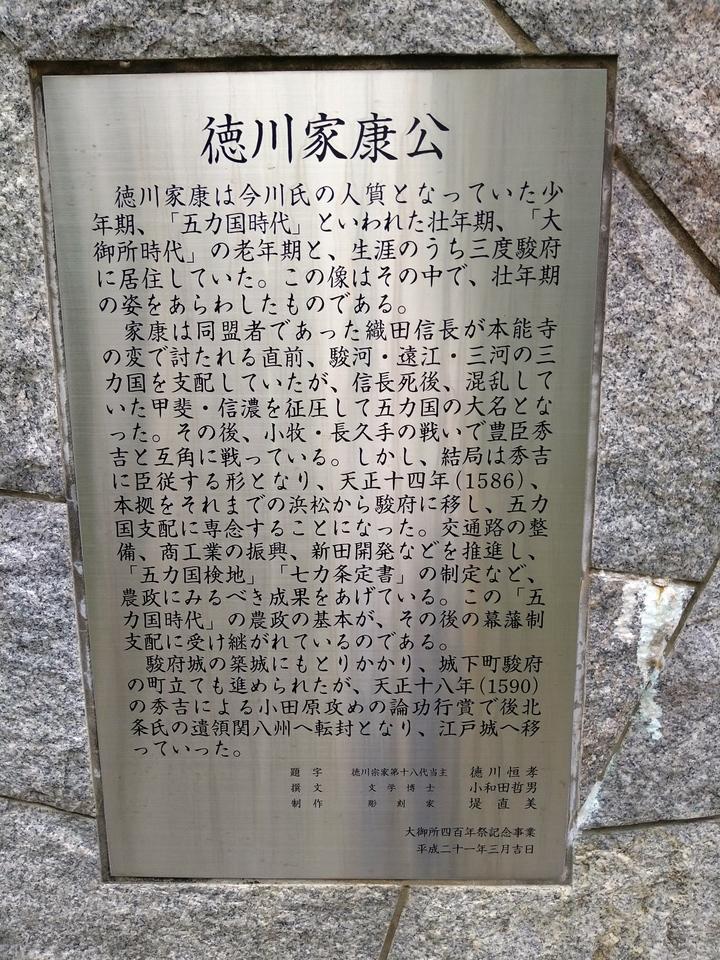 徳川家康公
徳川家康は今川氏の人質となっていた少
年期、「五カ国時代」といわれた壮年期、「大
御所時代」の老年期と、生涯のうち三度駿府
に居住していた。この像はその中で、壮年期
の姿をあらわしたものである。
家康は同盟者であった織田信長が本能寺
の変で討たれる直前、駿河・遠江・三河の三
カ国を支配していたが、信長死後、混乱して
いた甲斐・信濃を征圧して五カ国の大名とな
った。その後、小牧・長久手の戦いで豊臣秀
吉と互角に戦っている。しかし、結局は秀吉
に臣従する形となり、天正十四年(1586)、
本拠をそれまでの浜松から駿府に移し、五カ
国支配に専念することになった。交通路の整
備、商工業の振興、新田開発などを推進し、
「五カ国検地」「七カ条定書」の制定など、
農政にみるべき成果をあげている。この「五
カ国時代」の農政の基本が、その後の幕藩制
支配に受け継がれているのである。
駿府城の築城にもとりかかり、城下町駿府
の町立ても進められたが、天正十八年(1590)
の秀吉による小田原攻めの論功行賞で後北
条氏の遺領関八州へ転封となり、江戸城へ移
っていった。
題字 徳川宗家第十八代当主 徳川恒孝
撰文 文学博士 小和田哲男
制作 彫刻家 堤直美
大御所四百年祭記念事業
平成二十一年三月吉日